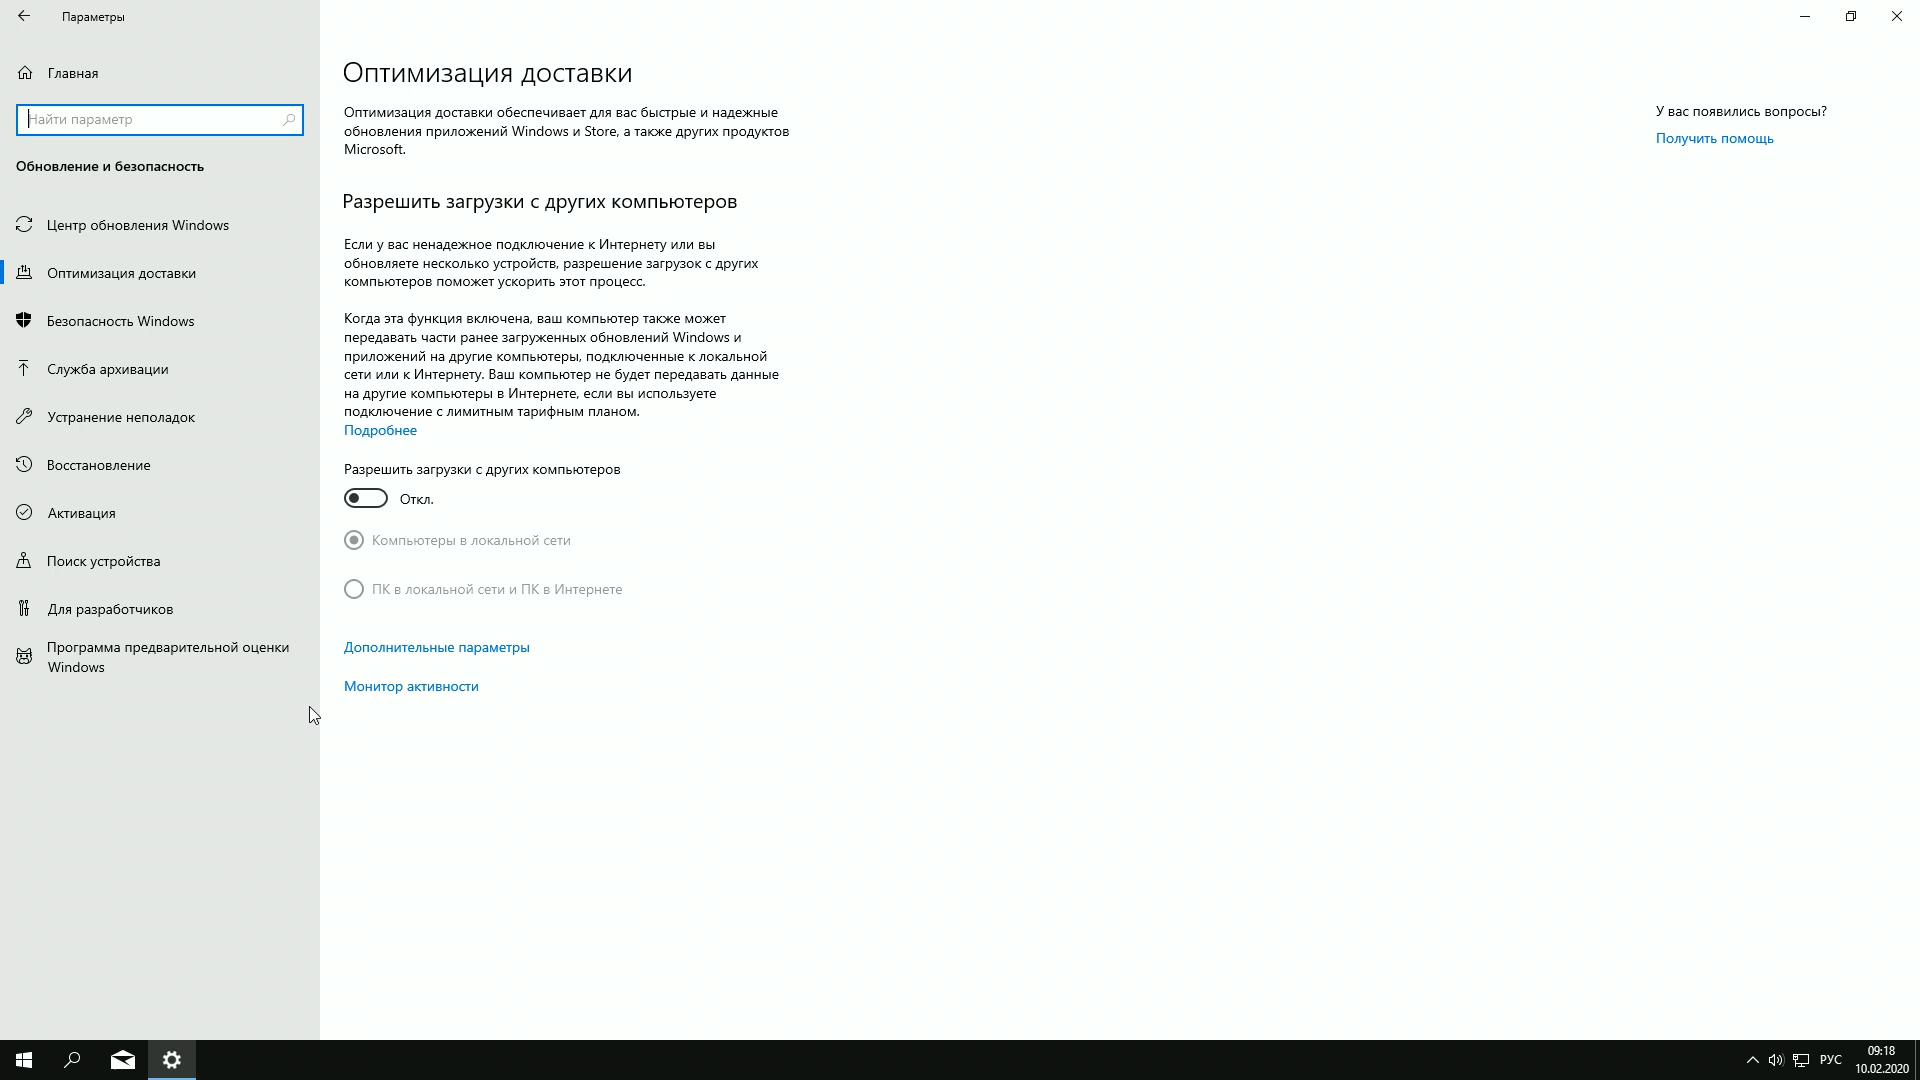 Параметры
Главная
Найти параметр
Обновление и безопасность
Центр обновления Windows
Оптимизация доставки
Безопасность Windows
Служба архивации
Устранение неполадок
Восстановление
Активация
Поиск устройства
Для разработчиков
Программа предварительной оценки
Windows
Оптимизация доставки
Оптимизация доставки обеспечивает для вас быстрые и надежные
обновления приложений Windows и Store, а также других продуктов
Microsoft.
Разрешить загрузки с других компьютеров
Если у вас ненадежное подключение к Интернету или вы
обновляете несколько устройств, разрешение загрузок с других
компьютеров поможет ускорить этот процесс.
Когда эта функция включена, ваш компьютер также может
передавать части ранее загруженных обновлений Windows и
приложений на другие компьютеры, подключенные к локальной
сети или к Интернету. Ваш компьютер не будет передавать данные
на другие компьютеры в Интернете, если вы используете
подключение с лимитным тарифным планом.
Подробнее
Разрешить загрузки с других компьютеров
Откл.
Компьютеры в локальной сети
ПК в локальной сети и ПК в Интернете
Дополнительные параметры
Монитор активности
У вас появились вопросы?
Получить помощь
РУС
09:18
10.02.2020